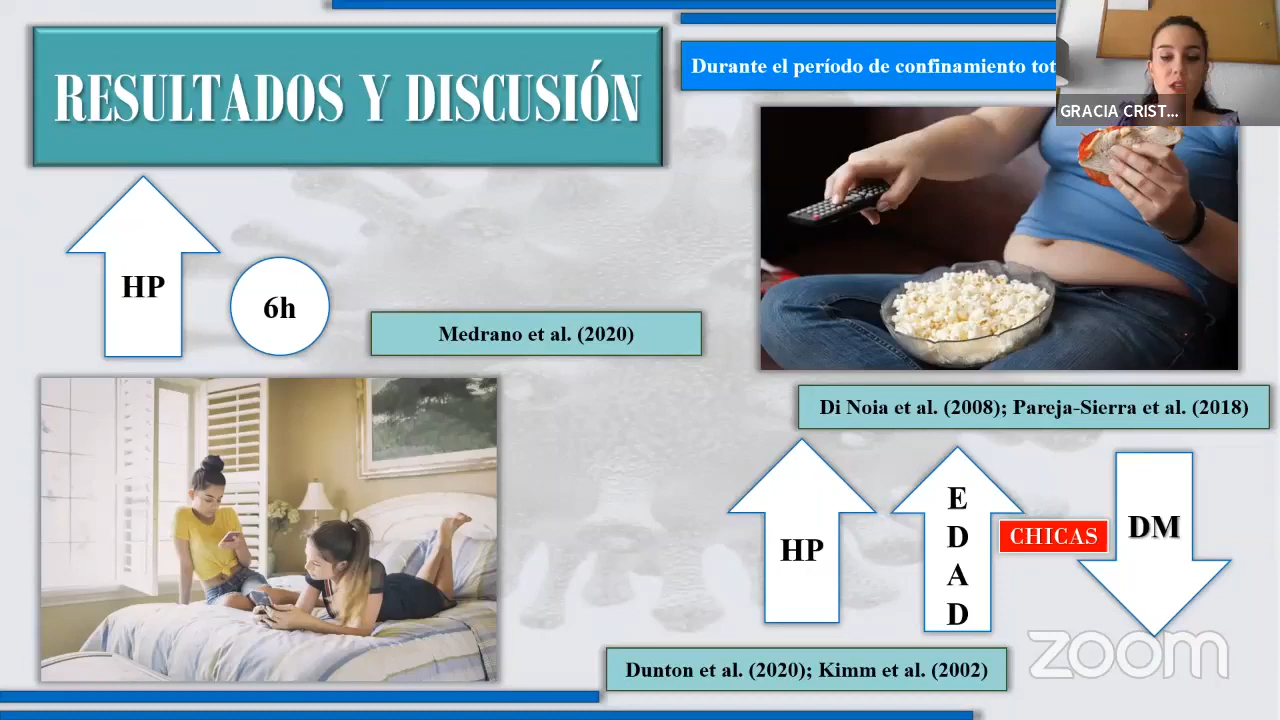 RESULTADOS Y DISCUSIÓN
Durante el período de confinamiento tot
GRACIA CRIST...
HP
6h
Medrano et al. (2020)
Di Noia et al. (2008); Pareja-Sierra et al. (2018)
HP
E
D
A
D
CHICAS
DM
Dunton et al. (2020); Kimm et al. (2002)
zoom